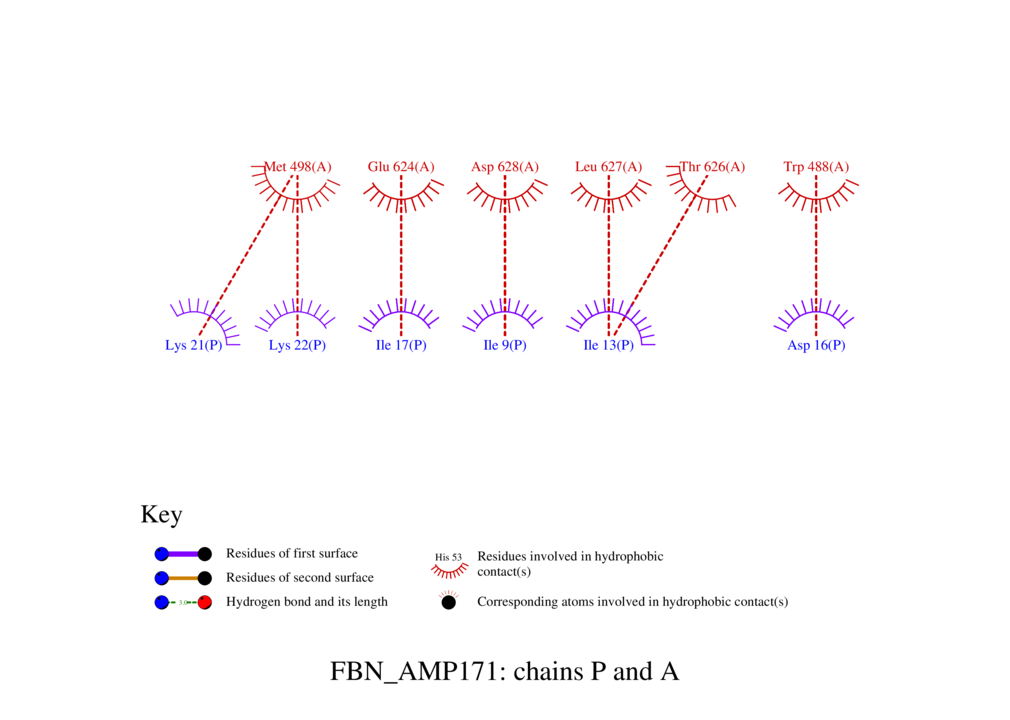 Met 498(A) Glu 624(A) Asp 628(A) Leu 627(A) Thr 626(A) Trp 488(A)
Lys 21(P) Lys 22(P) Ile 17(P) Ile 9(P) Ile 13(P) Asp 16(P)
Key
Residues of first surface
Residues of second surface
3.0 Hydrogen bond and its length
His 53 Residues involved in hydrophobic
contact(s)
Corresponding atoms involved in hydrophobic contact(s)
FBN_AMP171: chains P and A